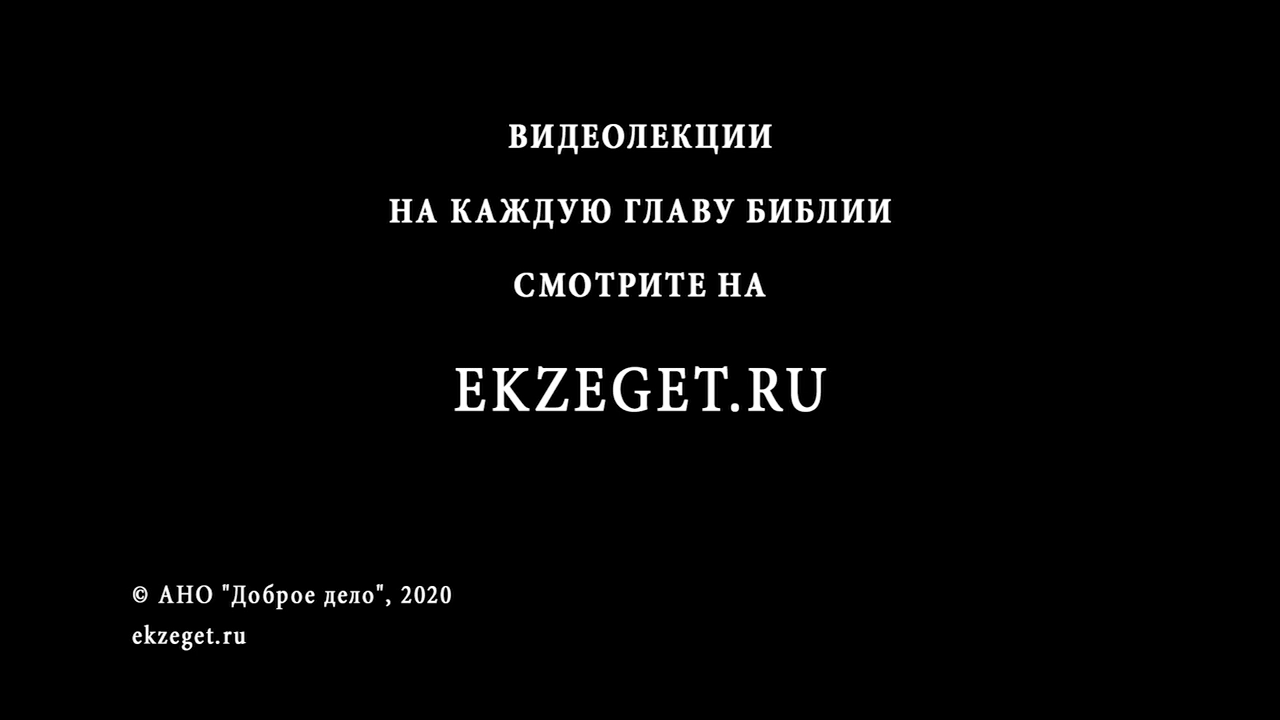 ВИДЕОЛЕКЦИИ
НА КАЖДУЮ ГЛАВУ БИБЛИИ
СМОТРИТЕ НА
EKZEGET.RU
© АНО "Доброе дело", 2020
ekzeget.ru